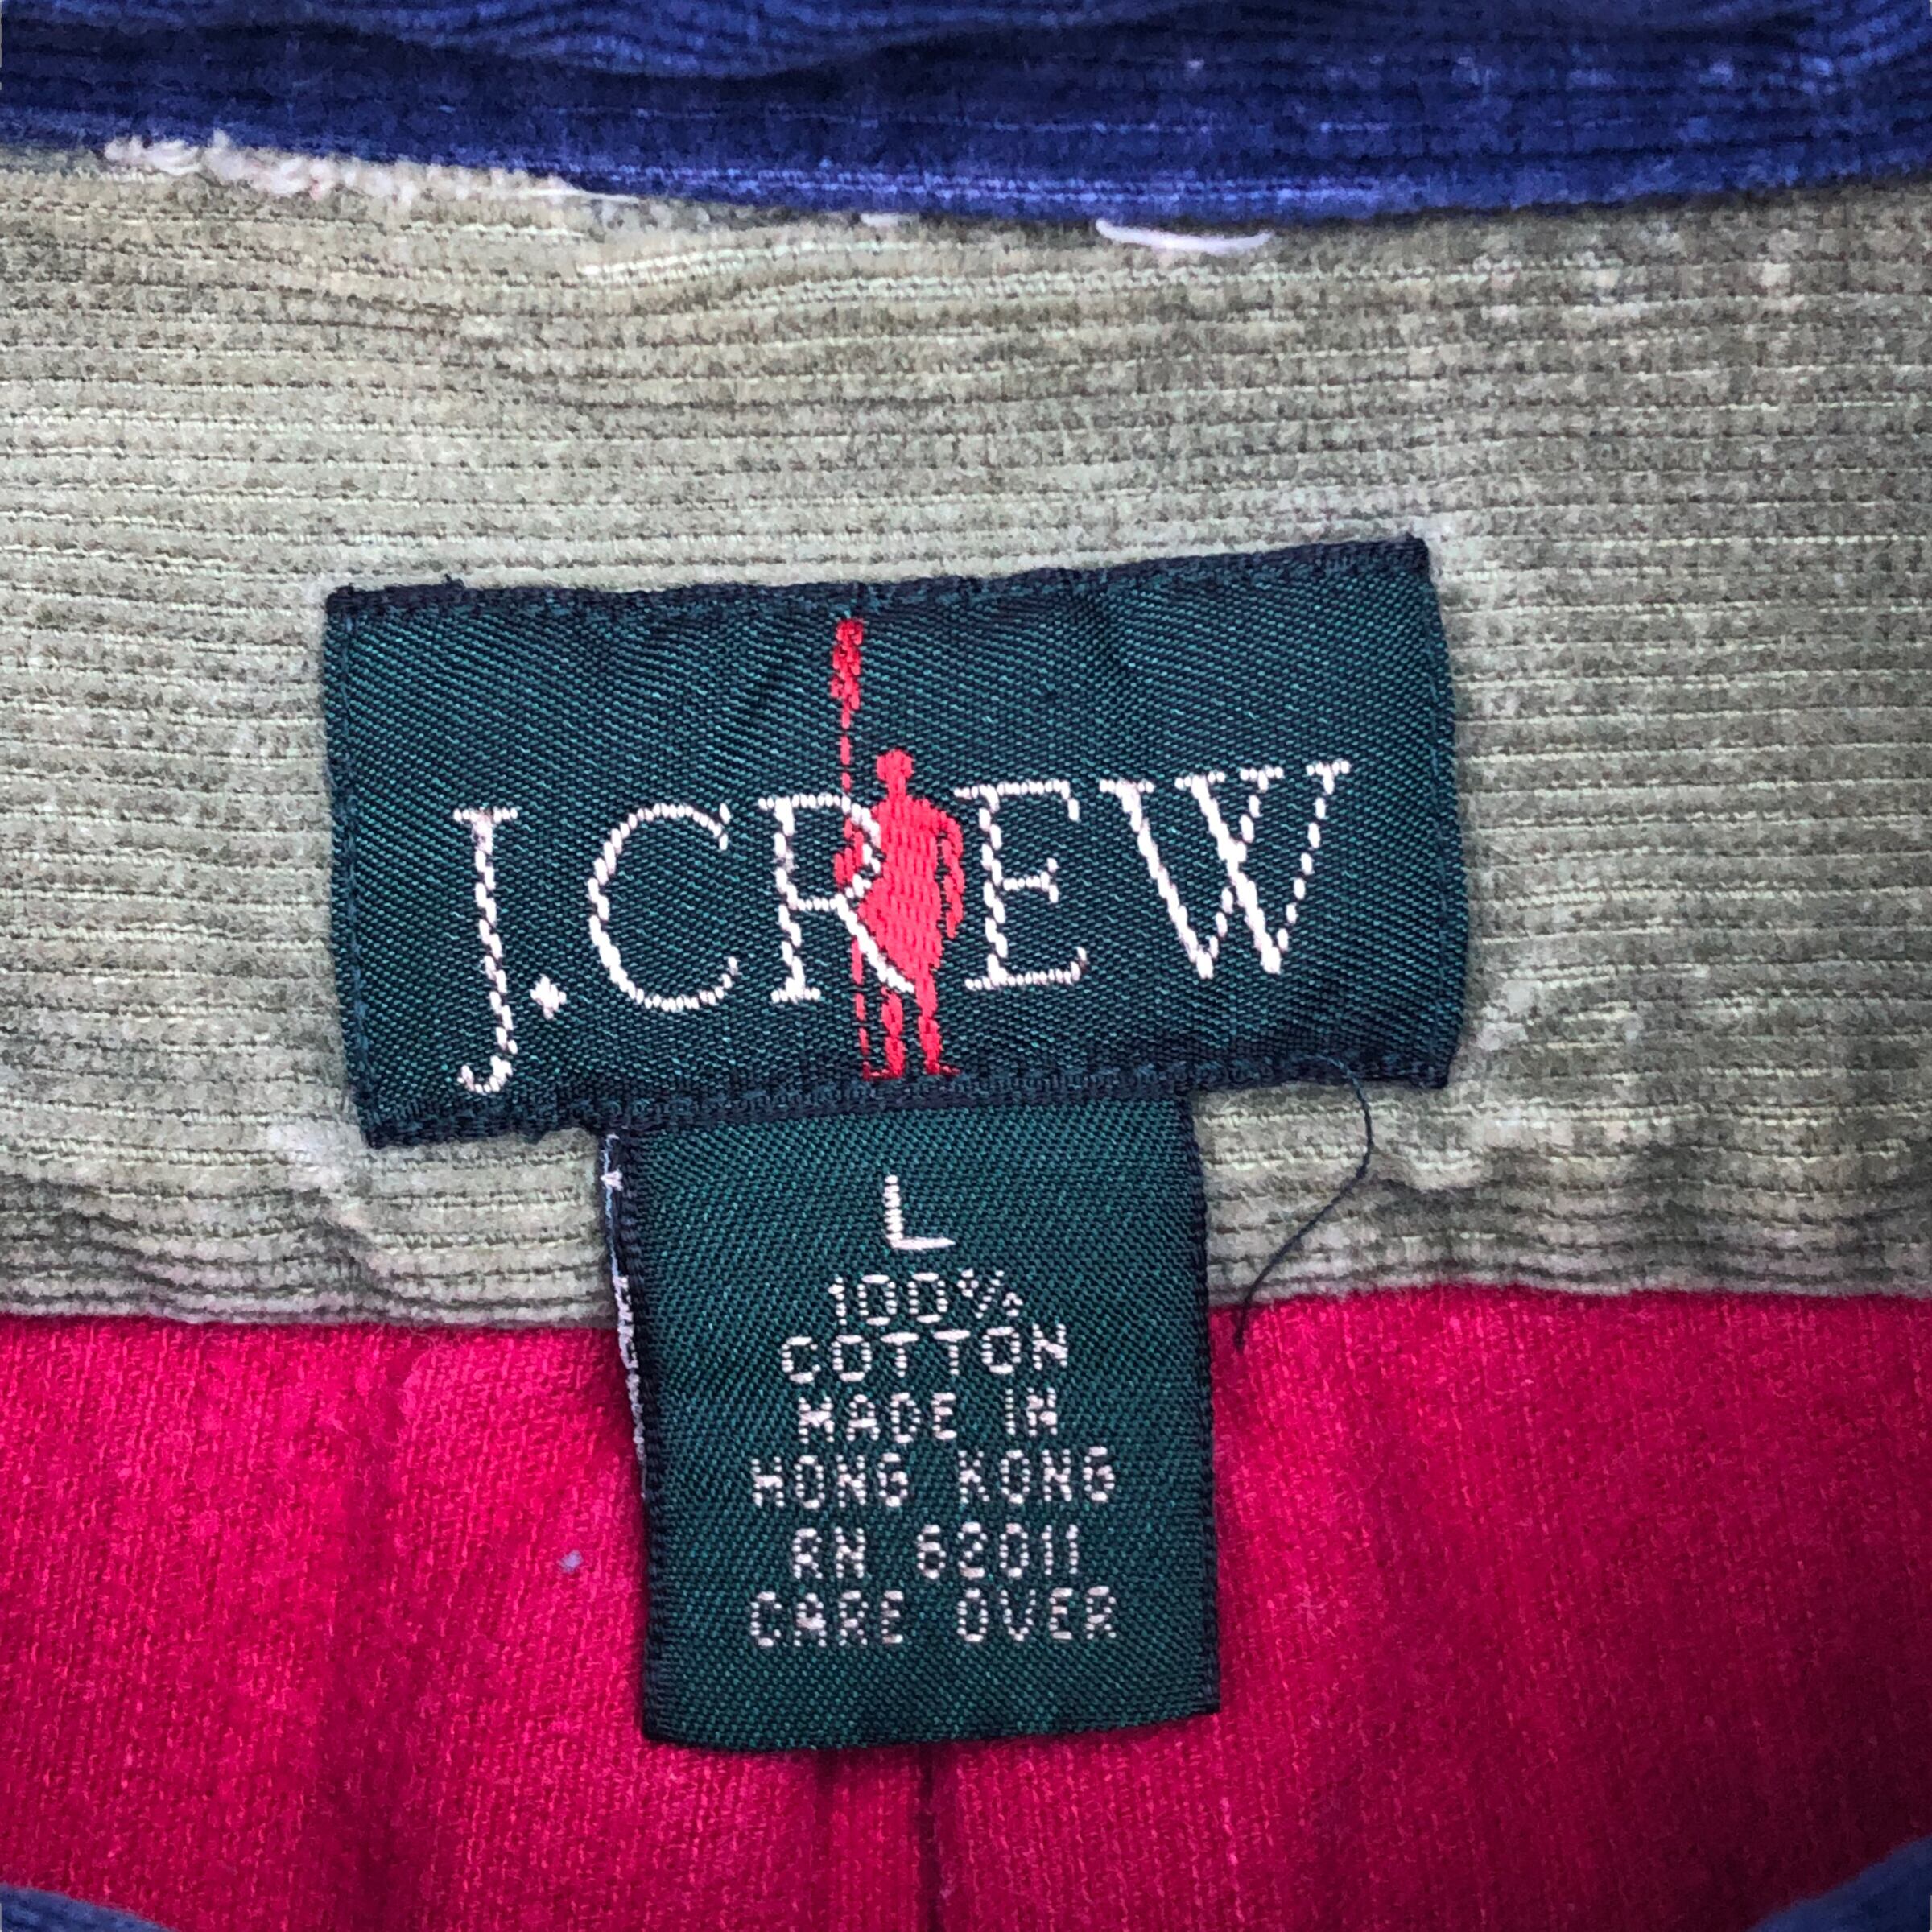 J.CREW
L
100%
COTTON
MADE IN
HONG KONG
RN 62011
CARE OVER